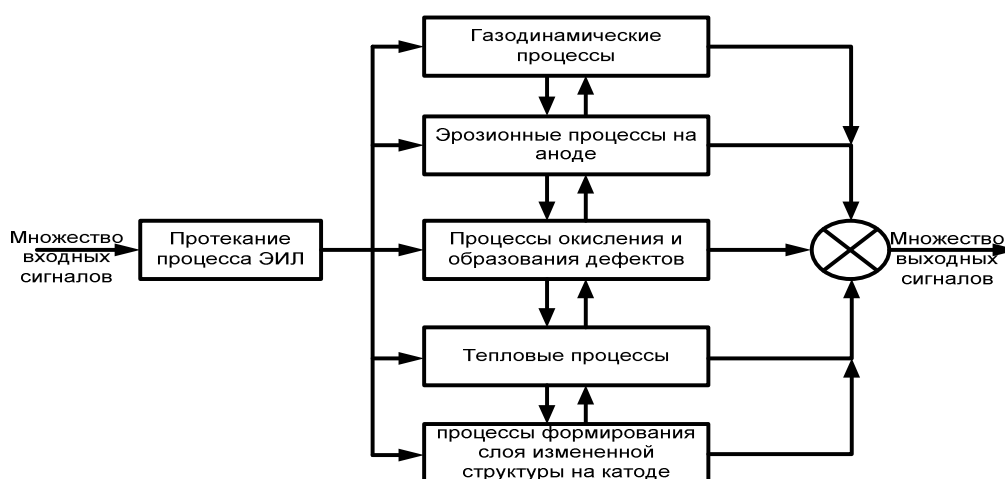 Газодинамические
процессы
Эрозионные процессы на
аноде
Множество
входных
сигналов
Протекание
процесса ЭИЛ
Процессы окисления и
образования дефектов
Множество
выходных
сигналов
Тепловые процессы
процессы формирования
слоя измененной
структуры на катоде